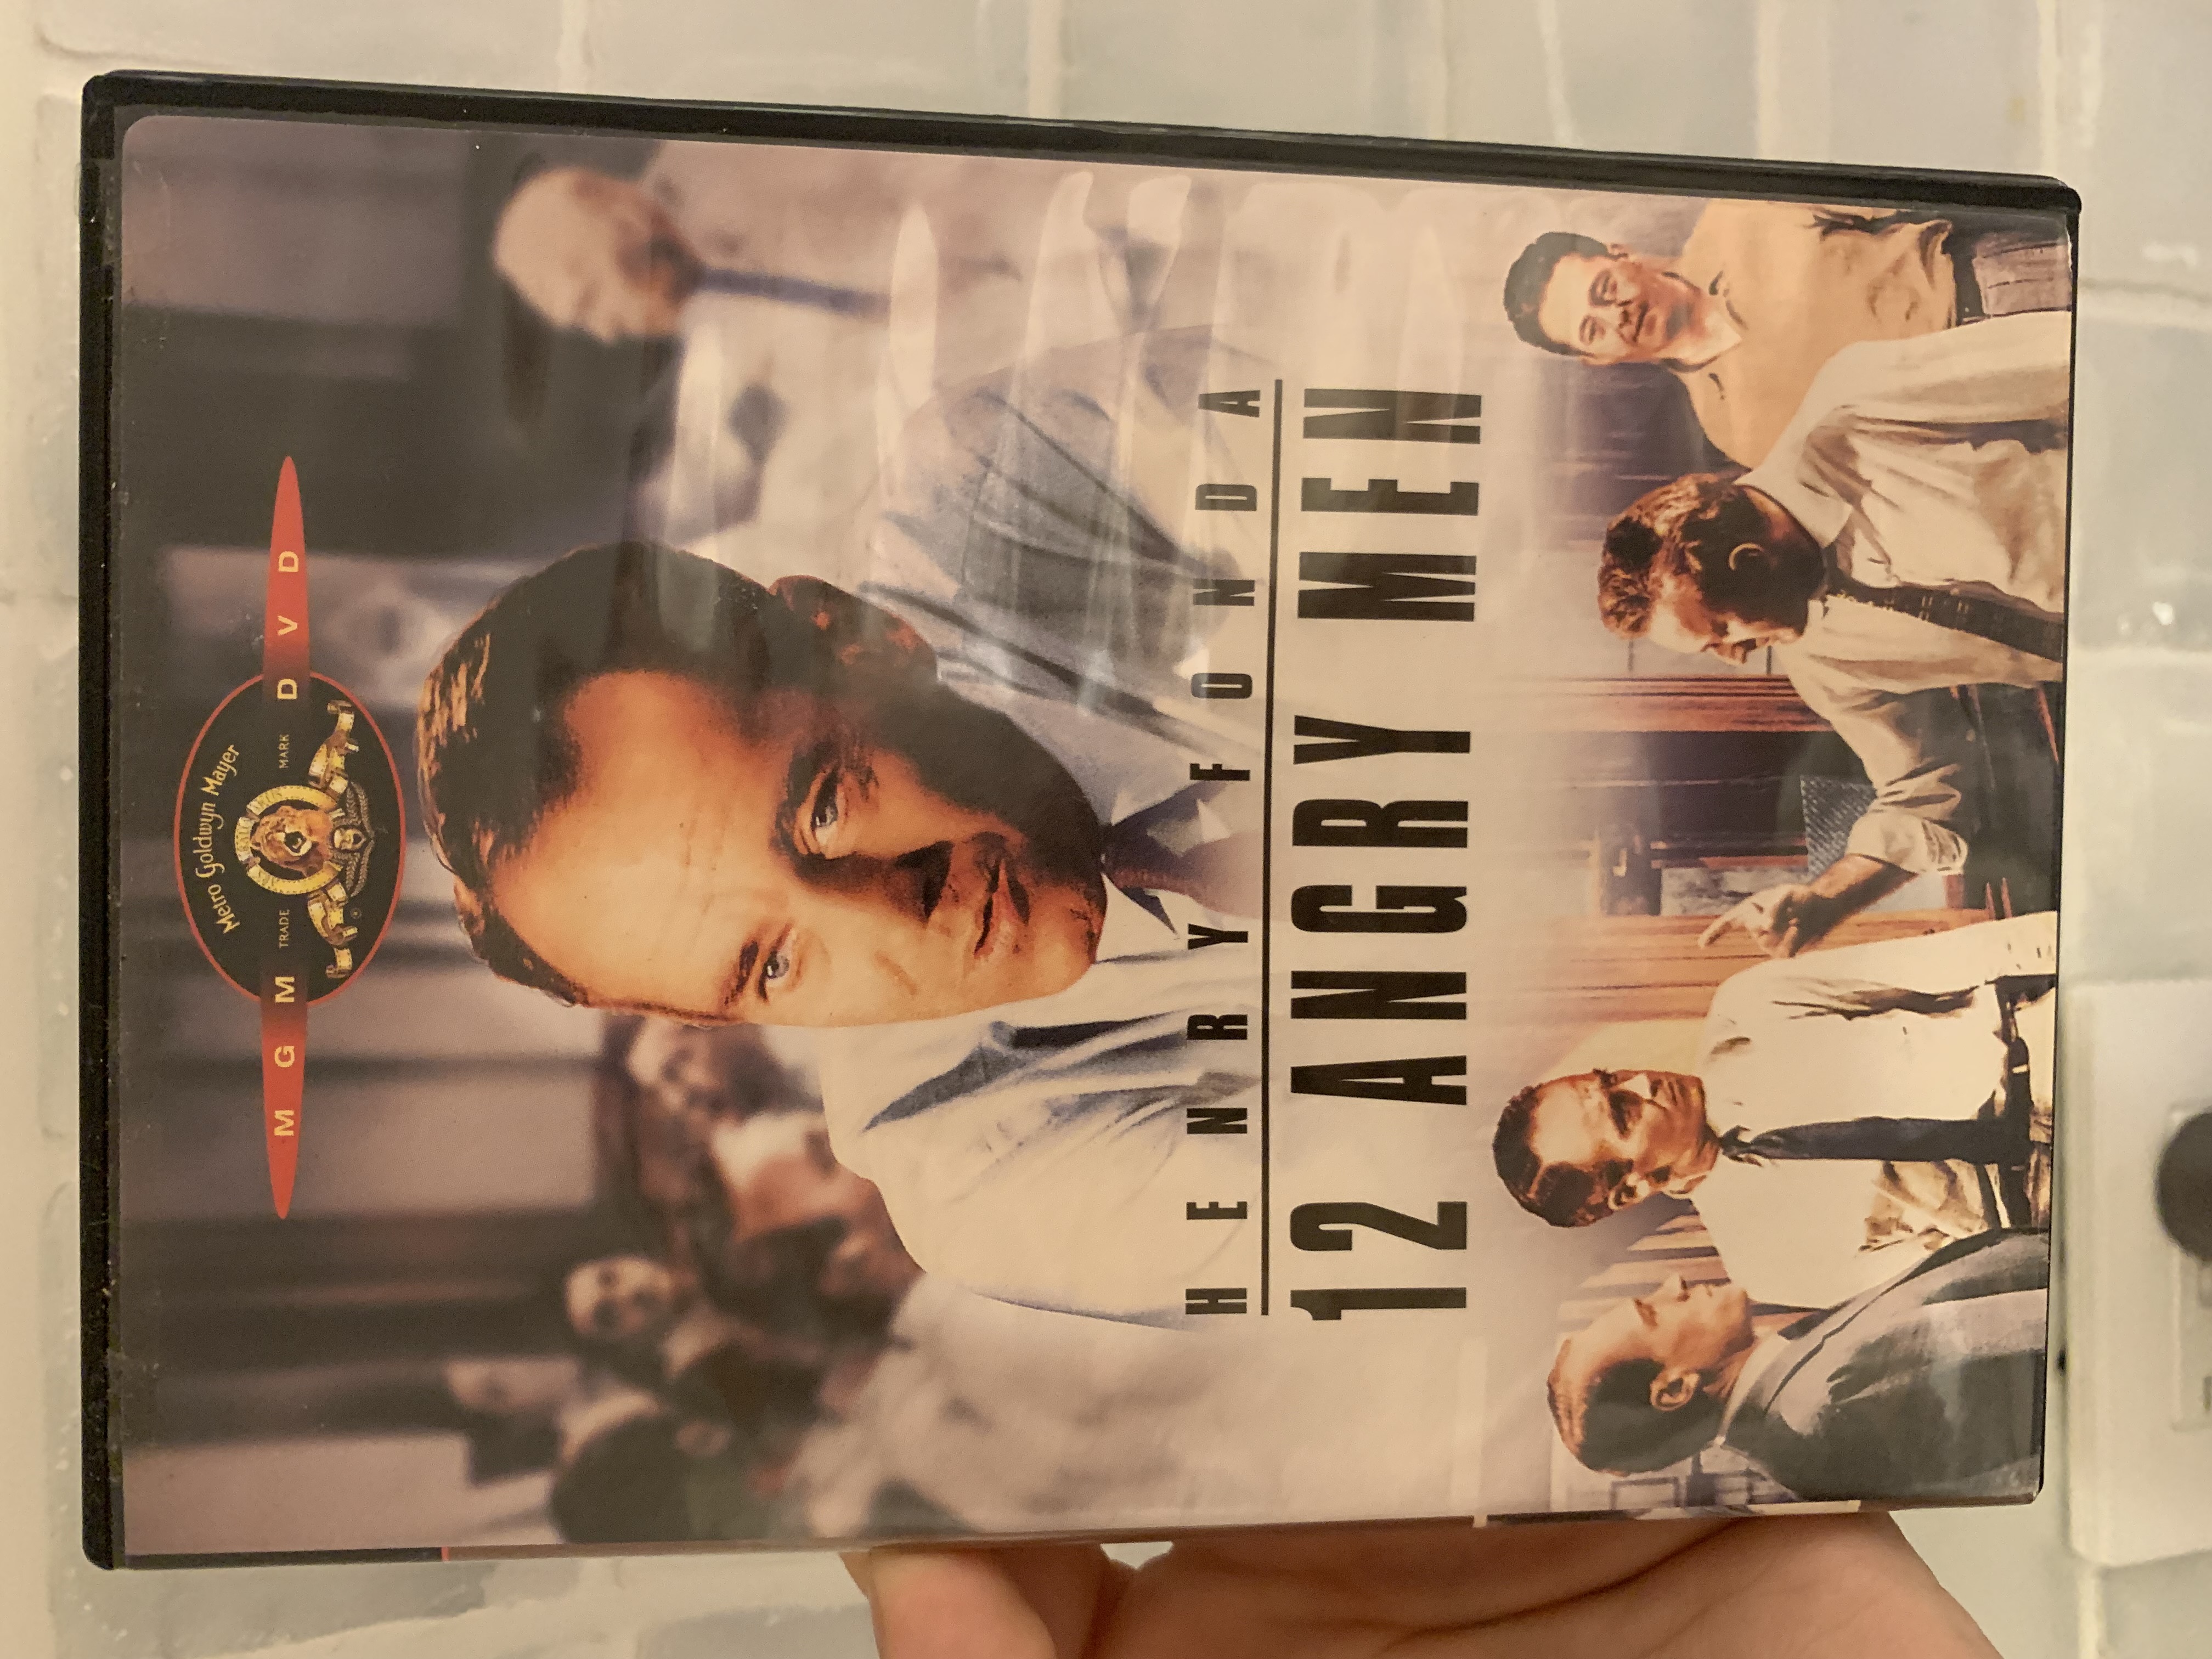 Metro Goldwyn Mayer
MGM TRADE MARK DVD
HENRY FONDA
12 ANGRY MEN